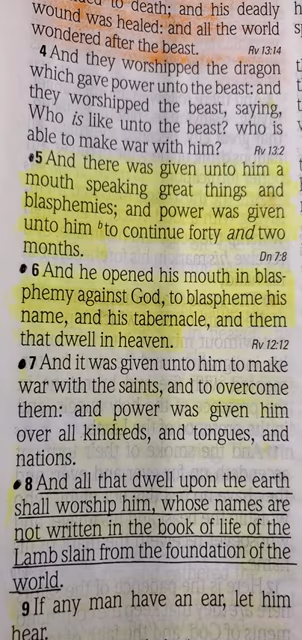 to death; and his deadly
wound was healed: and all the world
wondered after the beast. Rv 13:14
4 And they worshipped the dragon
which gave power unto the beast: and
they worshipped the beast, saying,
Who is like unto the beast? who is
able to make war with him? Rv 13:2
5 And there was given unto him a
mouth speaking great things and
blasphemies; and power was given
unto him b to continue forty and two
months. Dn 7:8
6 And he opened his mouth in blas-
phemy against God, to blaspheme his
name, and his tabernacle, and them
that dwell in heaven. Rv 12:12
7 And it was given unto him to make
war with the saints, and to overcome
them: and power was given him
over all kindreds, and tongues, and
nations.
8 And all that dwell upon the earth
shall worship him, whose names are
not written in the book of life of the
Lamb slain from the foundation of the
world.
9 If any man have an ear, let him
hear.